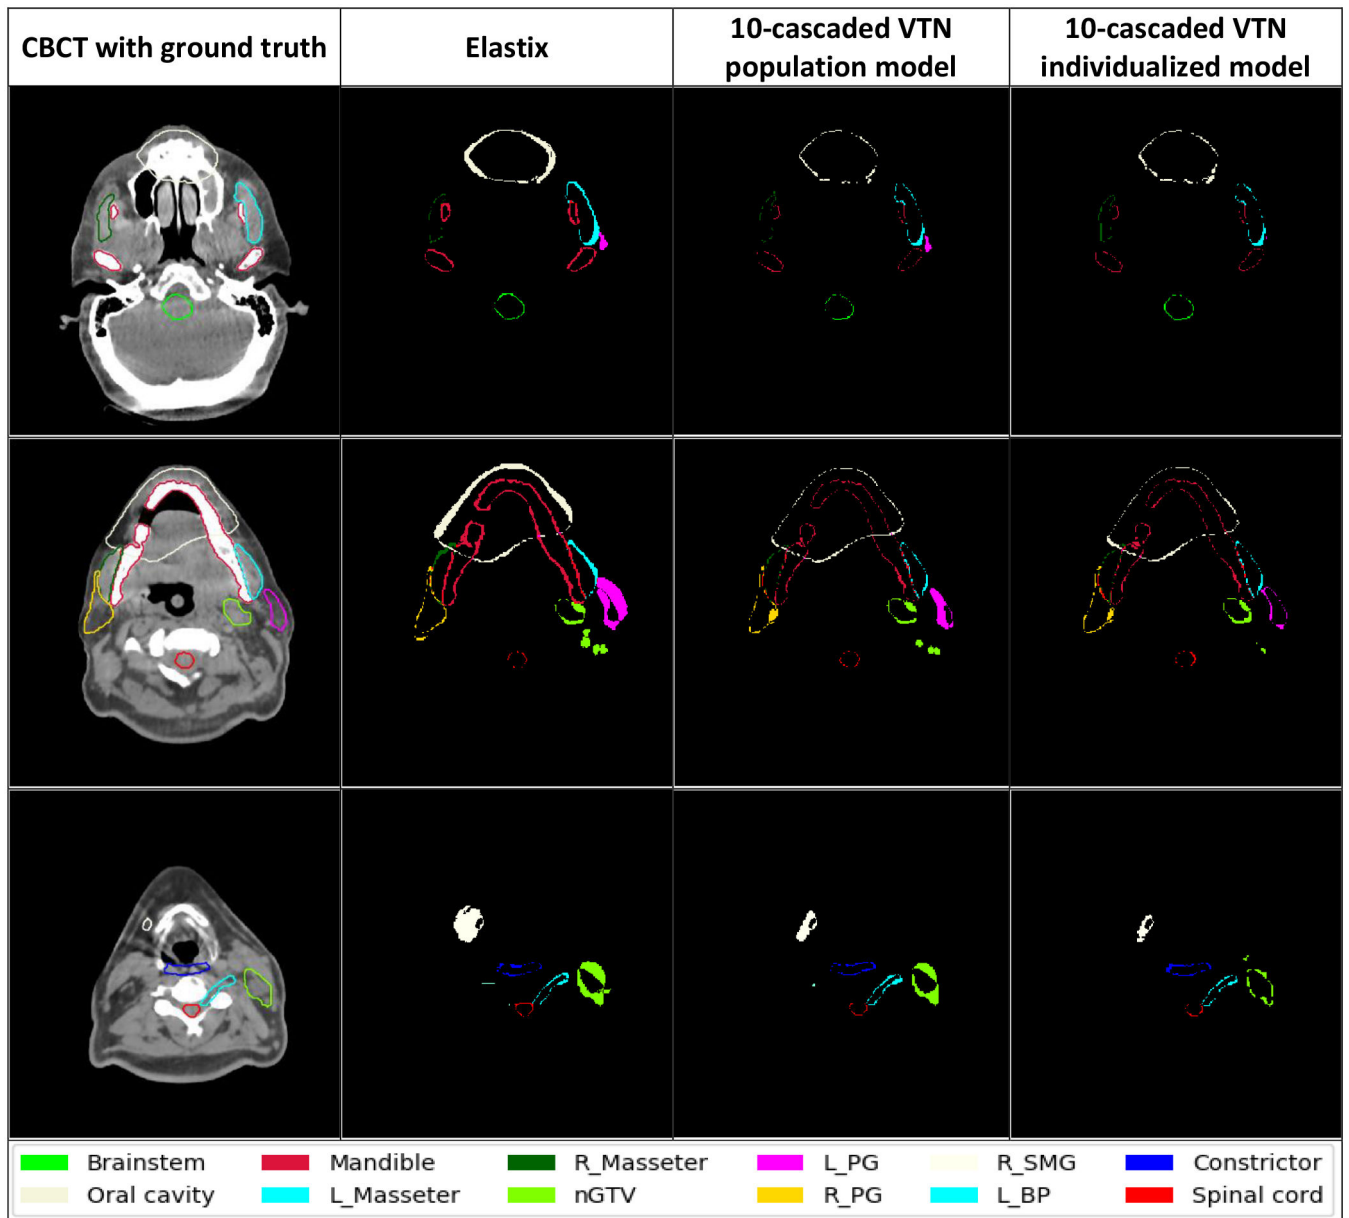 CBCT with ground truth
Elastix
10-cascaded VTN
population model
10-cascaded VTN
individualized model
Brainstem
Mandible
R_Masseter
L_PG
R_SMG
Constrictor
Oral cavity
L_Masseter
nGTV
R_PG
L_BP
Spinal cord